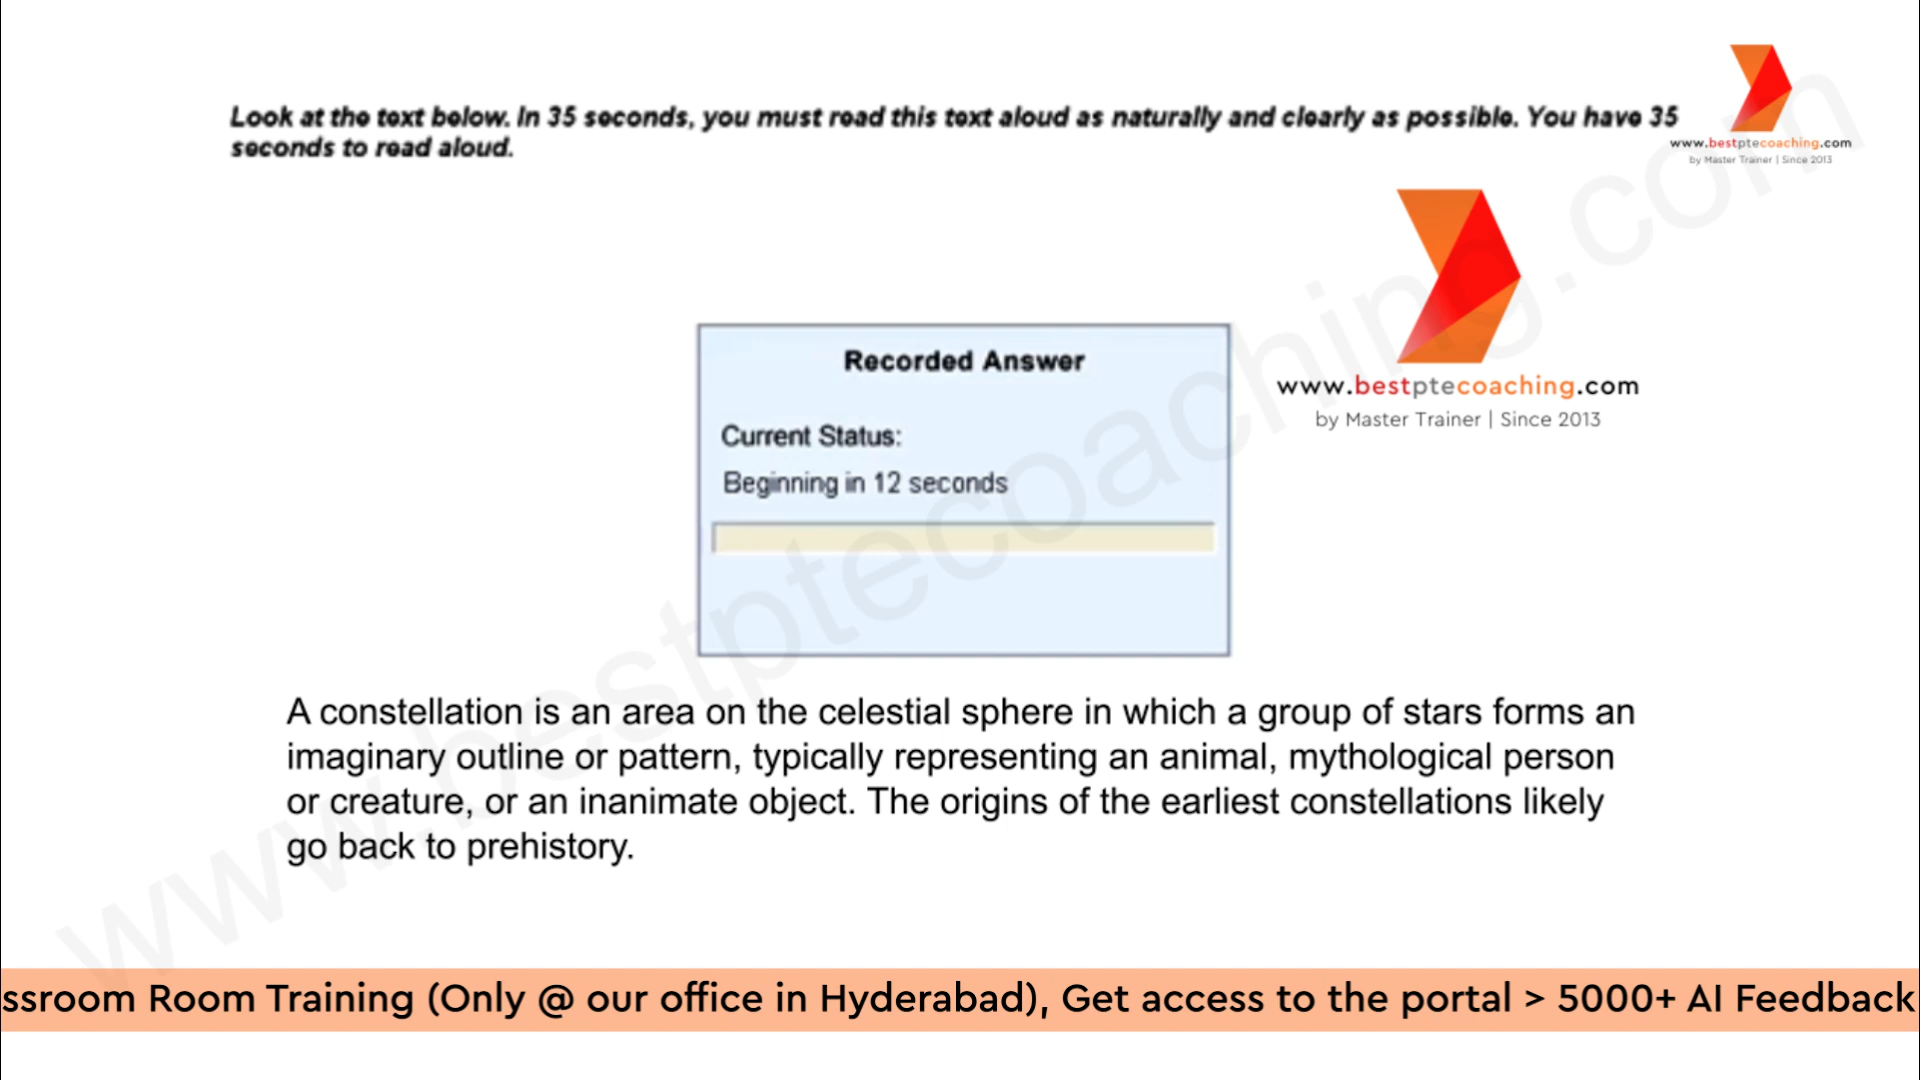 Look at the text below. In 35 seconds, you must read this text aloud as naturally and clearly as possible. You have 35
seconds to read aloud.
www.bestptecoaching.com
by Master Trainer | Since 2013
www.bestptecoaching.com
by Master Trainer | Since 2013
Recorded Answer
Current Status:
Beginning in 12 seconds
www.bestptecoaching.com
A constellation is an area on the celestial sphere in which a group of stars forms an
imaginary outline or pattern, typically representing an animal, mythological person
or creature, or an inanimate object. The origins of the earliest constellations likely
go back to prehistory.
ssroom Room Training (Only @ our office in Hyderabad), Get access to the portal > 5000+ AI Feedback